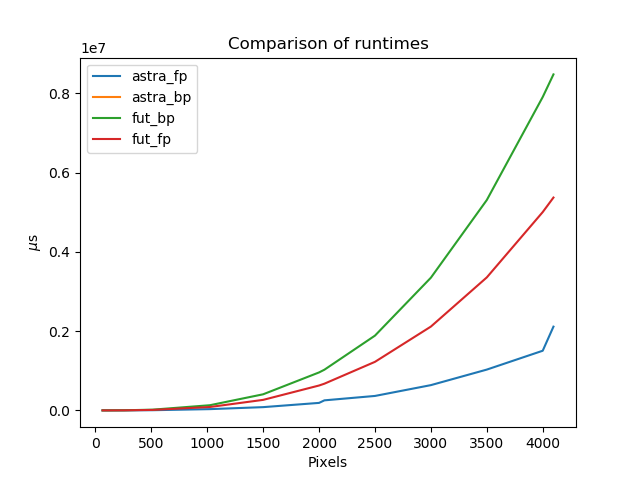 Comparison of runtimes
1e7
astra_fp
astra_bp
fut_bp
fut_fp
0.8
0.6
0.4
0.2
0.0
μs
0 500 1000 1500 2000 2500 3000 3500 4000
Pixels